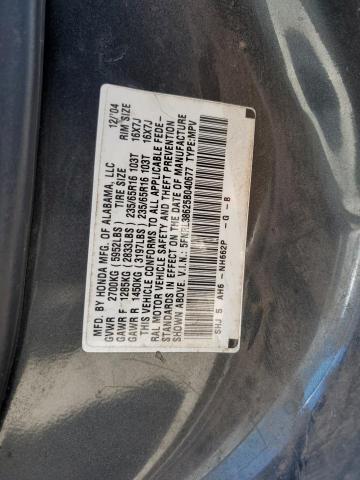 MFD. BY HONDA MFG. OF ALABAMA, LLC 12/04
GVWR 2700KG (5952LBS) TIRE SIZE RIM SIZE
GAWR F 1285KG (2833LBS) 235/65R16 103T 16X7J
GAWR R 1450KG (3197LBS) 235/65R16 103T 16X7J
THIS VEHICLE CONFORMS TO ALL APPLICABLE FEDE-
RAL MOTOR VEHICLE SAFETY AND THEFT PREVENTION
STANDARDS IN EFFECT ON THE DATE OF MANUFACTURE
SHOWN ABOVE. V.I.N.: 5FNRL38625B040677 TYPE:MPV
SHJ 5 AH6 -NH662P -G -B